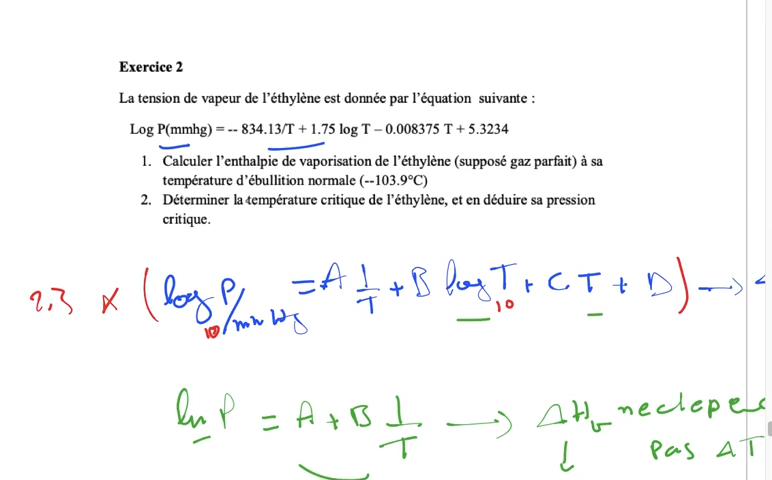 Exercice 2
La tension de vapeur de l'éthylène est donnée par l'équation suivante :
Log P(mmhg) = -- 834.13/T + 1.75 log T – 0.008375 T + 5.3234
1. Calculer l'enthalpie de vaporisation de l'éthylène (supposé gaz parfait) à sa
température d'ébullition normale (--103.9°C)
2. Déterminer la température critique de l'éthylène, et en déduire sa pression
critique.
2.3 × (log10 P/mmHg = A 1/T + B log10 T + C T + D) →
ln P = A + B 1/T → ΔHv ne depe
pas ΔT